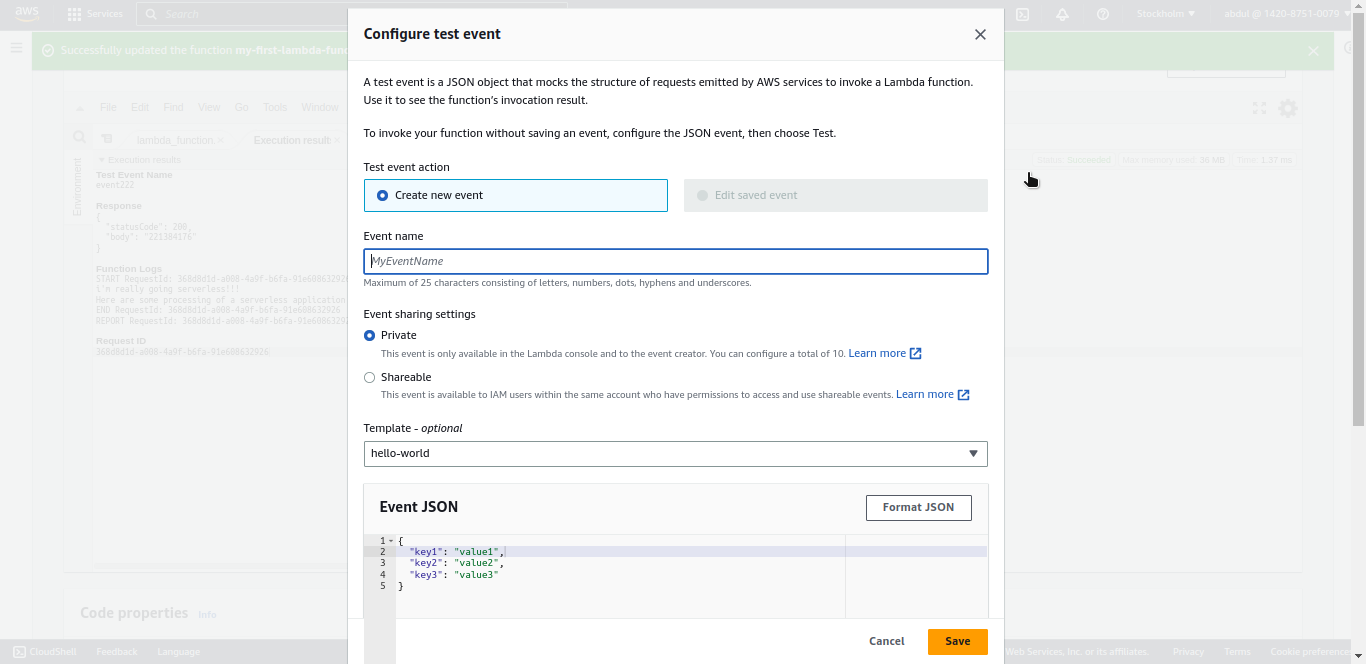 aws
Services
Search
Stockholm
abdul @ 1420-8751-0079
Successfully updated the function my-first-lambda-func
Configure test event
A test event is a JSON object that mocks the structure of requests emitted by AWS services to invoke a Lambda function.
Use it to see the function's invocation result.
To invoke your function without saving an event, configure the JSON event, then choose Test.
Test event action
Create new event
Edit saved event
Event name
MyEventName
Maximum of 25 characters consisting of letters, numbers, dots, hyphens and underscores.
Event sharing settings
Private
This event is only available in the Lambda console and to the event creator. You can configure a total of 10. Learn more
Shareable
This event is available to IAM users within the same account who have permissions to access and use shareable events. Learn more
Template - optional
hello-world
Event JSON
Format JSON
1 {
2 "key1": "value1",
3 "key2": "value2",
4 "key3": "value3"
5 }
Cancel
Save
File Edit Find View Go Tools Window
lambda_function
Execution result
Environment
Execution results
Status: Succeeded
Max memory used: 30 MB
Time: 1.37 ms
Test Event Name
event222
Response
{
"statusCode": 200,
"body": "221384176"
}
Function Logs
START RequestId: 368d8d1d-a008-4a9f-b6fa-91e608632926
i'm really going serverless!!!
Here are some processing of a serverless application
END RequestId: 368d8d1d-a008-4a9f-b6fa-91e608632926
REPORT RequestId: 368d8d1d-a008-4a9f-b6fa-91e6086329
Request ID
368d8d1d-a008-4a9f-b6fa-91e608632926
Code properties Info
CloudShell
Feedback
Language
Web Services, Inc. or its affiliates.
Privacy
Terms
Cookie preference